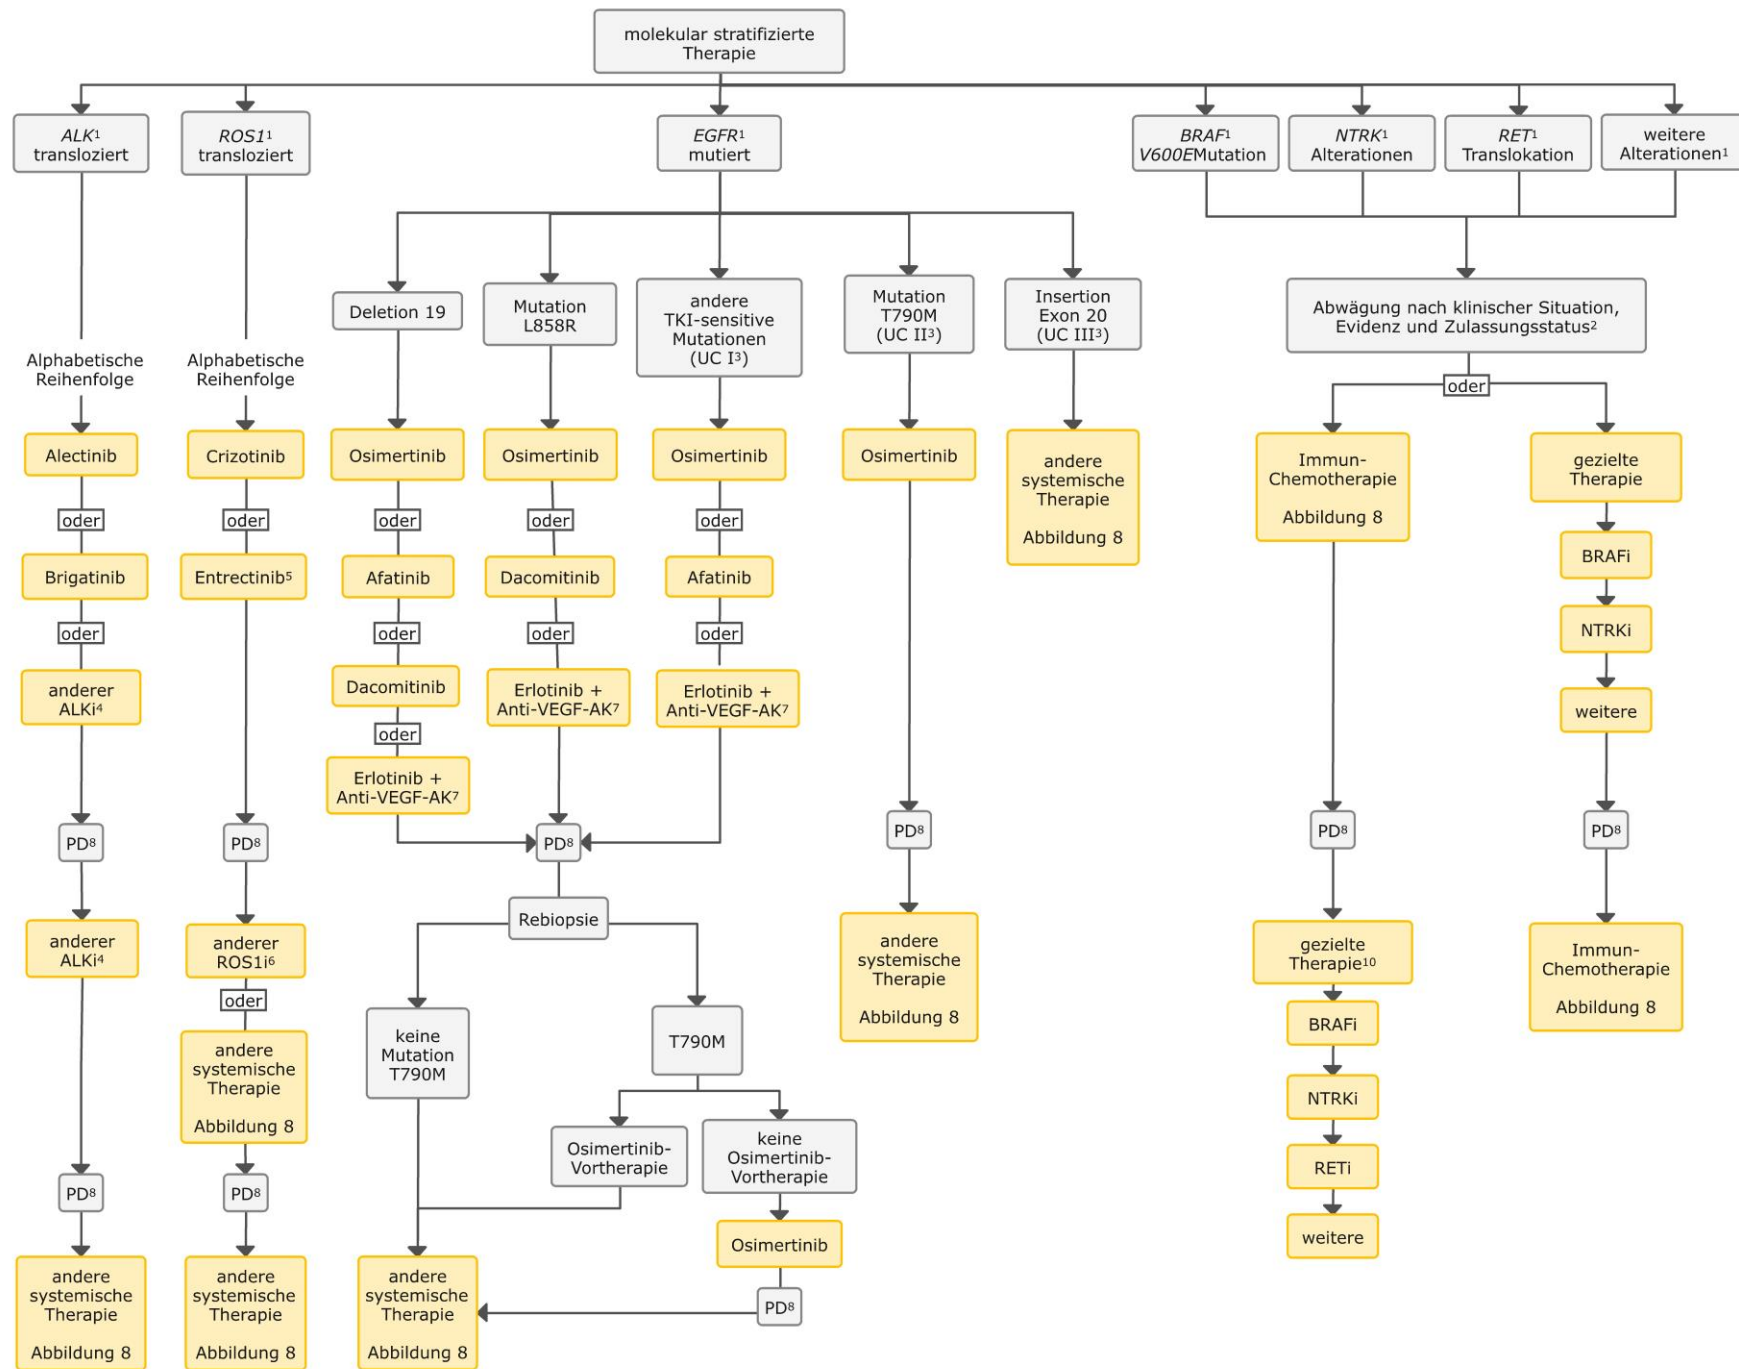 molekular stratifizierte
Therapie
ALK¹
transloziert
ROS1¹
transloziert
EGFR¹
mutiert
BRAF¹
V600EMutation
NTRK¹
Alterationen
RET¹
Translokation
weitere
Alterationen¹
Alphabetische
Reihenfolge
Alectinib
oder
Brigatinib
oder
anderer
ALKi⁴
PD⁸
anderer
ALKi⁴
PD⁸
andere
systemische
Therapie
Abbildung 8
Alphabetische
Reihenfolge
Crizotinib
oder
Entrectinib⁵
PD⁸
anderer
ROS1i⁶
oder
andere
systemische
Therapie
Abbildung 8
PD⁸
andere
systemische
Therapie
Abbildung 8
Deletion 19
Osimertinib
oder
Afatinib
oder
Dacomitinib
oder
Erlotinib +
Anti-VEGF-AK⁷
Mutation
L858R
Osimertinib
oder
Dacomitinib
oder
Erlotinib +
Anti-VEGF-AK⁷
andere
TKI-sensitive
Mutationen
(UC I³)
Osimertinib
oder
Afatinib
oder
Erlotinib +
Anti-VEGF-AK⁷
PD⁸
Rebiopsie
keine
Mutation
T790M
T790M
Osimertinib-
Vortherapie
keine
Osimertinib-
Vortherapie
Osimertinib
PD⁸
andere
systemische
Therapie
Abbildung 8
Mutation
T790M
(UC II³)
Osimertinib
PD⁸
andere
systemische
Therapie
Abbildung 8
Insertion
Exon 20
(UC III³)
andere
systemische
Therapie
Abbildung 8
Abwägung nach klinischer Situation,
Evidenz und Zulassungsstatus²
oder
Immun-
Chemotherapie
Abbildung 8
PD⁸
gezielte
Therapie¹⁰
BRAFi
NTRKi
RETi
weitere
gezielte
Therapie
BRAFi
NTRKi
weitere
PD⁸
Immun-
Chemotherapie
Abbildung 8